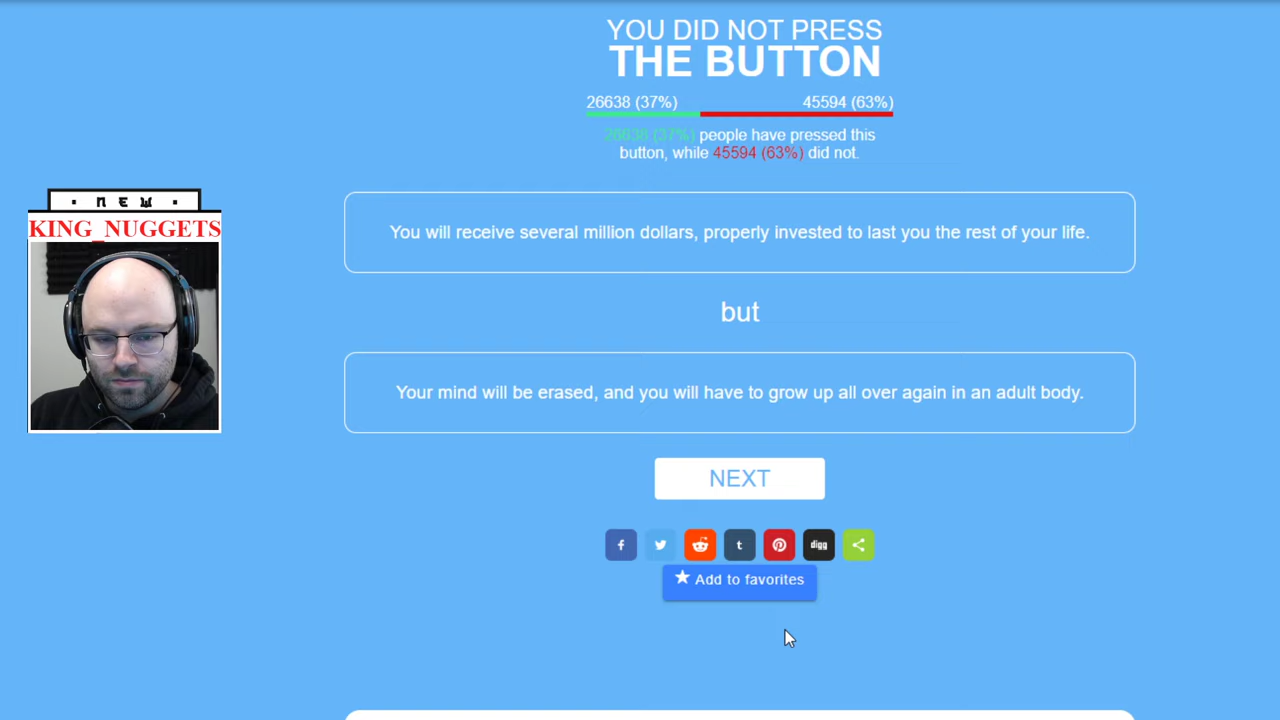 YOU DID NOT PRESS
THE BUTTON
26638 (37%) 45594 (63%)
26638 (37%) people have pressed this
button, while 45594 (63%) did not.
· NEW ·
KING_NUGGETS
You will receive several million dollars, properly invested to last you the rest of your life.
but
Your mind will be erased, and you will have to grow up all over again in an adult body.
NEXT
f t digg
Add to favorites